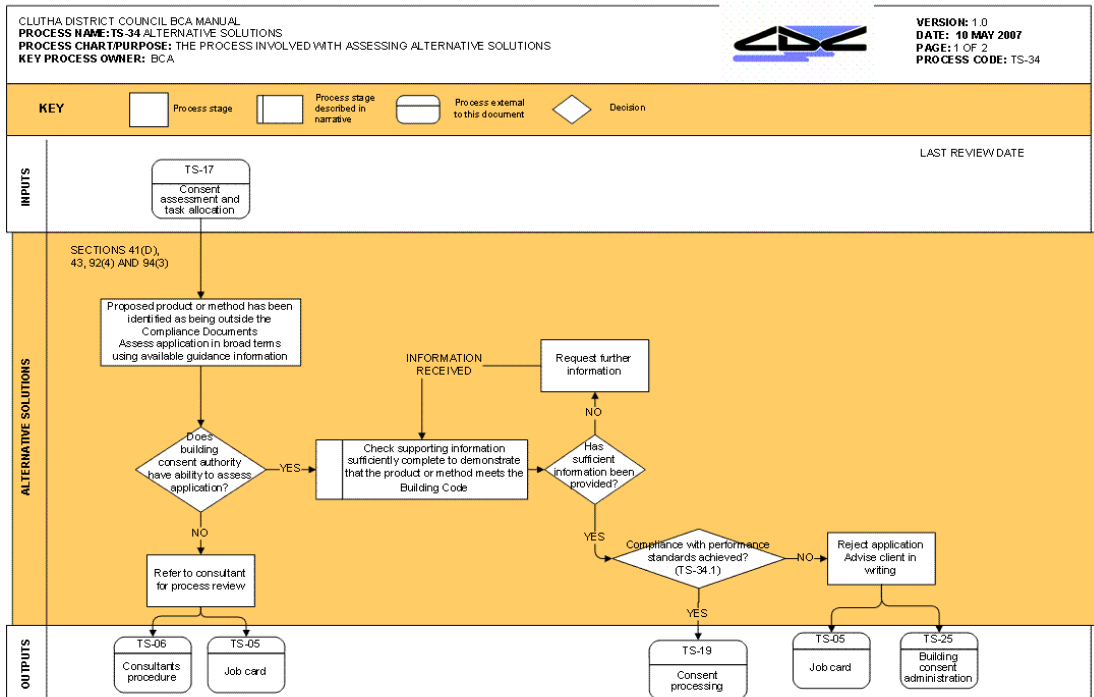 CLUTHA DISTRICT COUNCIL BCA MANUAL
PROCESS NAME:TS-34 ALTERNATIVE SOLUTIONS
PROCESS CHART/PURPOSE: THE PROCESS INVOLVED WITH ASSESSING ALTERNATIVE SOLUTIONS
KEY PROCESS OWNER: BCA
CDC
VERSION: 1.0
DATE: 10 MAY 2007
PAGE: 1 OF 2
PROCESS CODE: TS-34
KEY
Process stage
Process stage
described in
narrative
Process external
to this document
Decision
LAST REVIEW DATE
INPUTS
TS-17
Consent
assessment and
task allocation
ALTERNATIVE SOLUTIONS
SECTIONS 41(D),
43, 92(4) AND 94(3)
Proposed product or method has been
identified as being outside the
Compliance Documents
Assess application in broad terms
using available guidance information
INFORMATION
RECEIVED
Request further
information
NO
Does
building
consent authority
have ability to assess
application?
YES
Check supporting information
sufficiently complete to demonstrate
that the product or method meets the
Building Code
Has
sufficient
information been
provided?
NO
YES
Compliance with performance
standards achieved?
(TS-34.1)
NO
Reject application
Advise client in
writing
Refer to consultant
for process review
YES
OUTPUTS
TS-06
Consultants
procedure
TS-05
Job card
TS-19
Consent
processing
TS-05
Job card
TS-25
Building
consent
administration